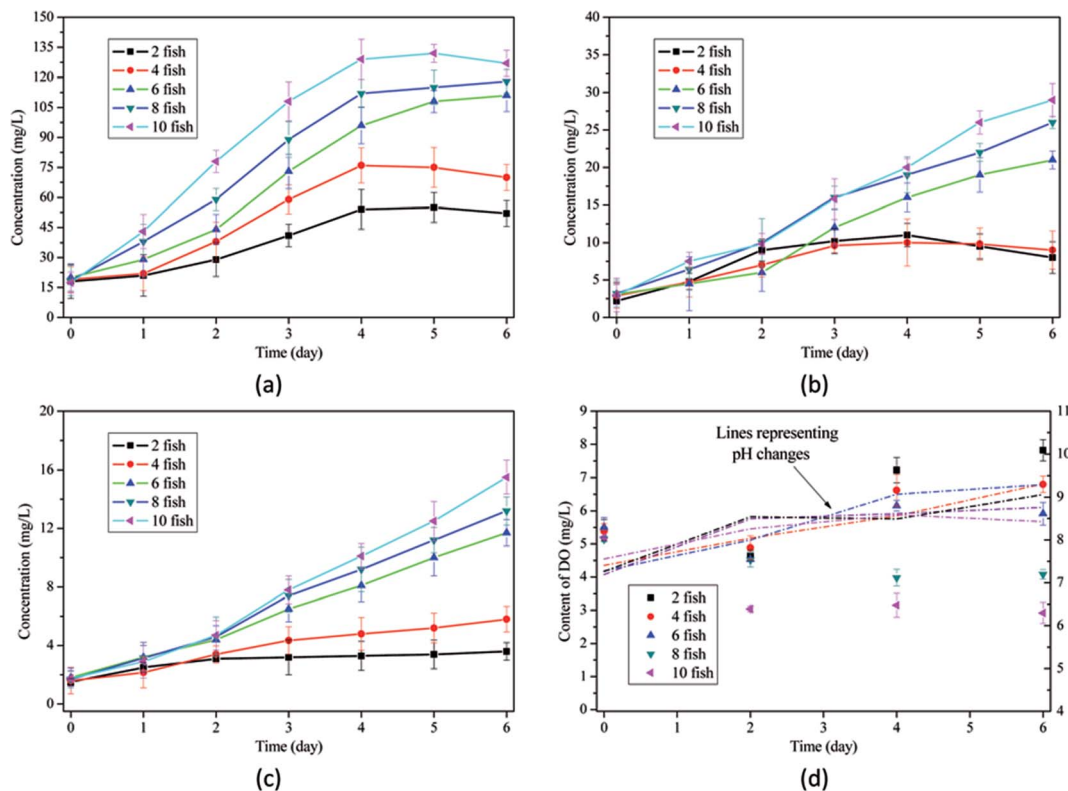 150
135
120
105
90
75
60
45
30
15
0
Concentration (mg/L)
2 fish
4 fish
6 fish
8 fish
10 fish
0 1 2 3 4 5 6
Time (day)
(a)
40
35
30
25
20
15
10
5
0
Concentration (mg/L)
2 fish
4 fish
6 fish
8 fish
10 fish
0 1 2 3 4 5 6
Time (day)
(b)
20
16
12
8
4
0
Concentration (mg/L)
2 fish
4 fish
6 fish
8 fish
10 fish
0 1 2 3 4 5 6
Time (day)
(c)
9
8
7
6
5
4
3
2
1
0
Content of DO (mg/L)
Lines representing
pH changes
2 fish
4 fish
6 fish
8 fish
10 fish
11
10
9
8
7
6
5
4
0 1 2 3 4 5 6
Time (day)
(d)